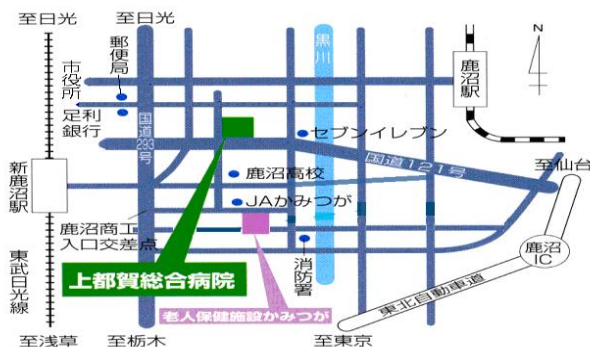 至日光
至日光
N
郵便局
市役所
足利
銀行
黒川
鹿沼駅
セブンイレブン
国道293号
国道121号
至仙台
鹿沼高校
新鹿沼駅
JAかみつが
鹿沼商工
入口交差点
鹿沼
IC
消防署
上都賀総合病院
東武日光線
東北自動車道
老人保健施設かみつが
至浅草
至栃木
至東京